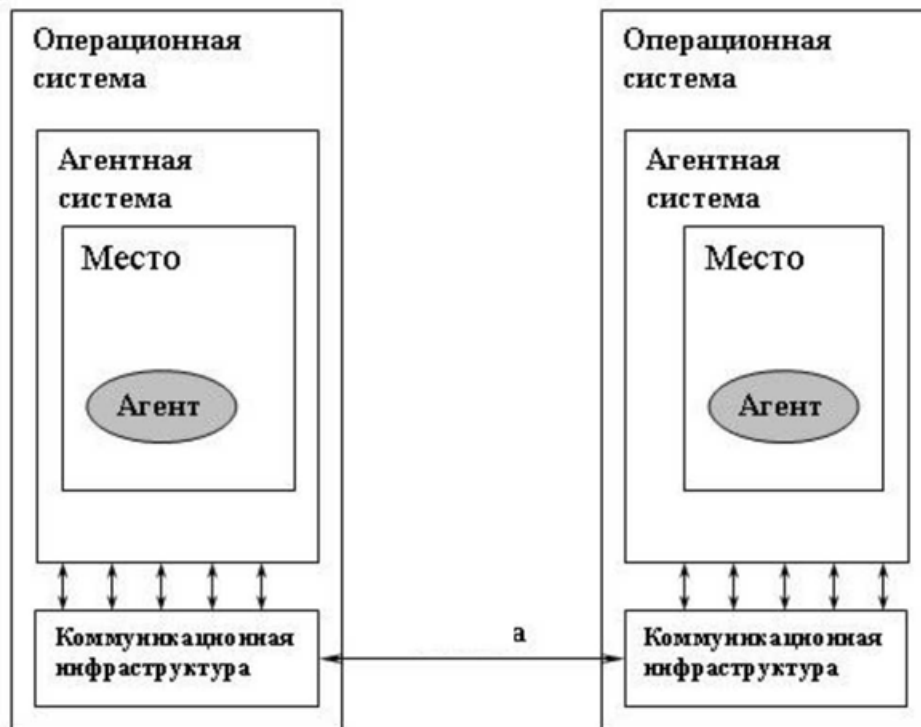 Операционная
система
Агентная
система
Место
Агент
Коммуникационная
инфраструктура
а
Операционная
система
Агентная
система
Место
Агент
Коммуникационная
инфраструктура